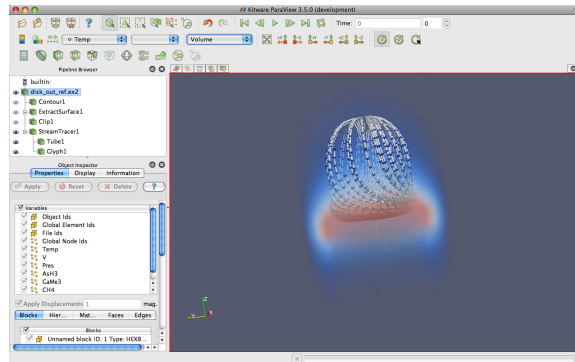 Kitware ParaView 3.5.0 (development)
Time: 0
0
Temp
Volume
Pipeline Browser
builtin:
disk_out_ref.ex2
Contour1
ExtractSurface1
Clip1
StreamTracer1
Tube1
Glyph1
Object Inspector
Properties Display Information
Apply Reset Delete ?
Variables
Object Ids
Global Element Ids
File Ids
Global Node Ids
Temp
V
Pres
AsH3
GaMe3
CH4
Apply Displacements 1 mag.
Blocks Hier... Mat... Faces Edges
Blocks
Unnamed block ID: 1 Type: HEX8...
Z
Y